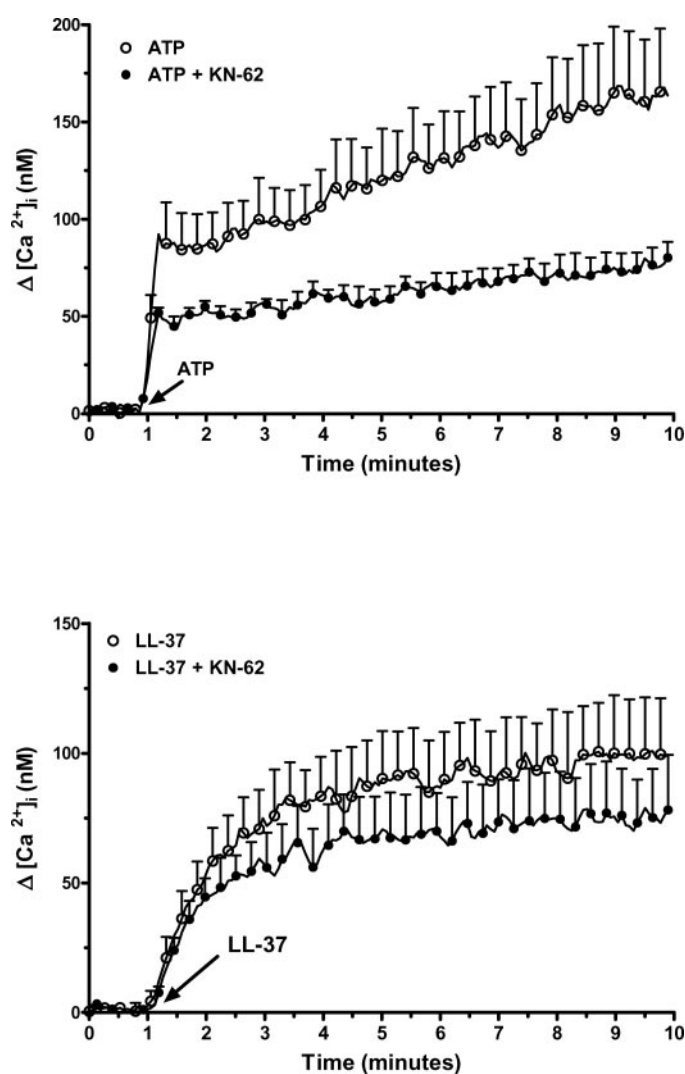 200
ATP
ATP + KN-62
150
100
50
0
Δ [Ca 2+]i (nM)
ATP
0 1 2 3 4 5 6 7 8 9 10
Time (minutes)
150
LL-37
LL-37 + KN-62
100
50
0
Δ [Ca 2+]i (nM)
LL-37
0 1 2 3 4 5 6 7 8 9 10
Time (minutes)